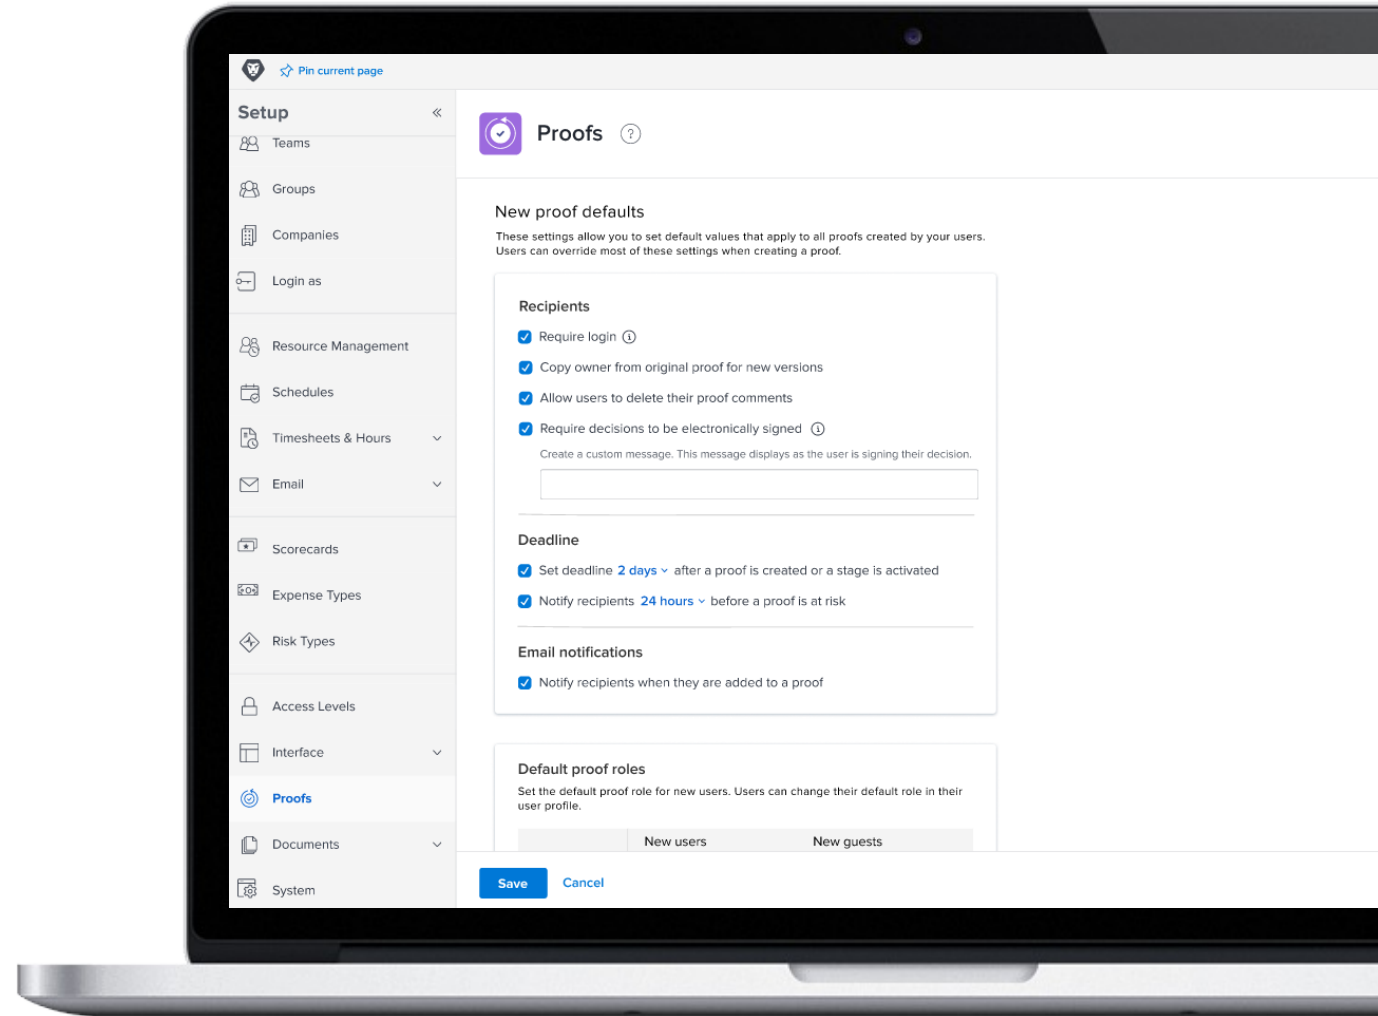 Pin current page
Setup
Teams
Groups
Companies
Login as
Resource Management
Schedules
Timesheets & Hours
Email
Scorecards
Expense Types
Risk Types
Access Levels
Interface
Proofs
Documents
System
Proofs
New proof defaults
These settings allow you to set default values that apply to all proofs created by your users.
Users can override most of these settings when creating a proof.
Recipients
Require login
Copy owner from original proof for new versions
Allow users to delete their proof comments
Require decisions to be electronically signed
Create a custom message. This message displays as the user is signing their decision.
Deadline
Set deadline 2 days after a proof is created or a stage is activated
Notify recipients 24 hours before a proof is at risk
Email notifications
Notify recipients when they are added to a proof
Default proof roles
Set the default proof role for new users. Users can change their default role in their
user profile.
New users New guests
Save Cancel